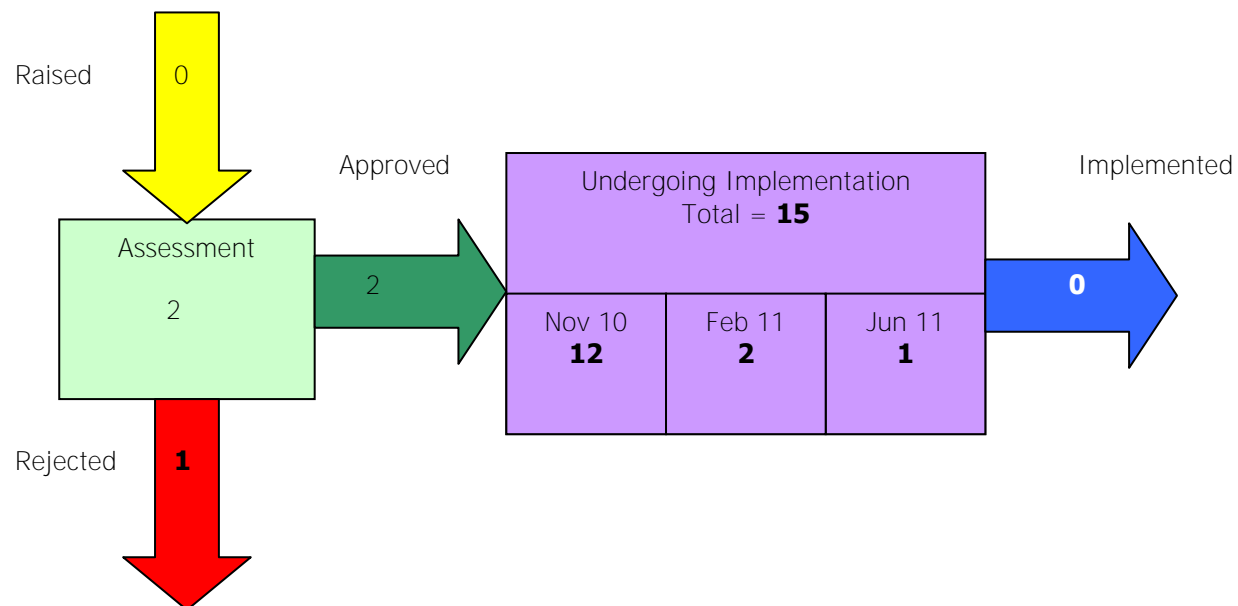 Raised
0
Approved
Implemented
Undergoing Implementation
Total = 15
Assessment
2
2
0
Nov 10
12
Feb 11
2
Jun 11
1
Rejected
1